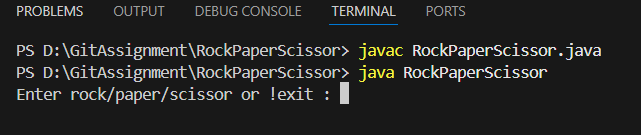 PROBLEMS OUTPUT DEBUG CONSOLE TERMINAL PORTS
PS D:\GitAssignment\RockPaperScissor> javac RockPaperScissor.java
PS D:\GitAssignment\RockPaperScissor> java RockPaperScissor
Enter rock/paper/scissor or !exit :